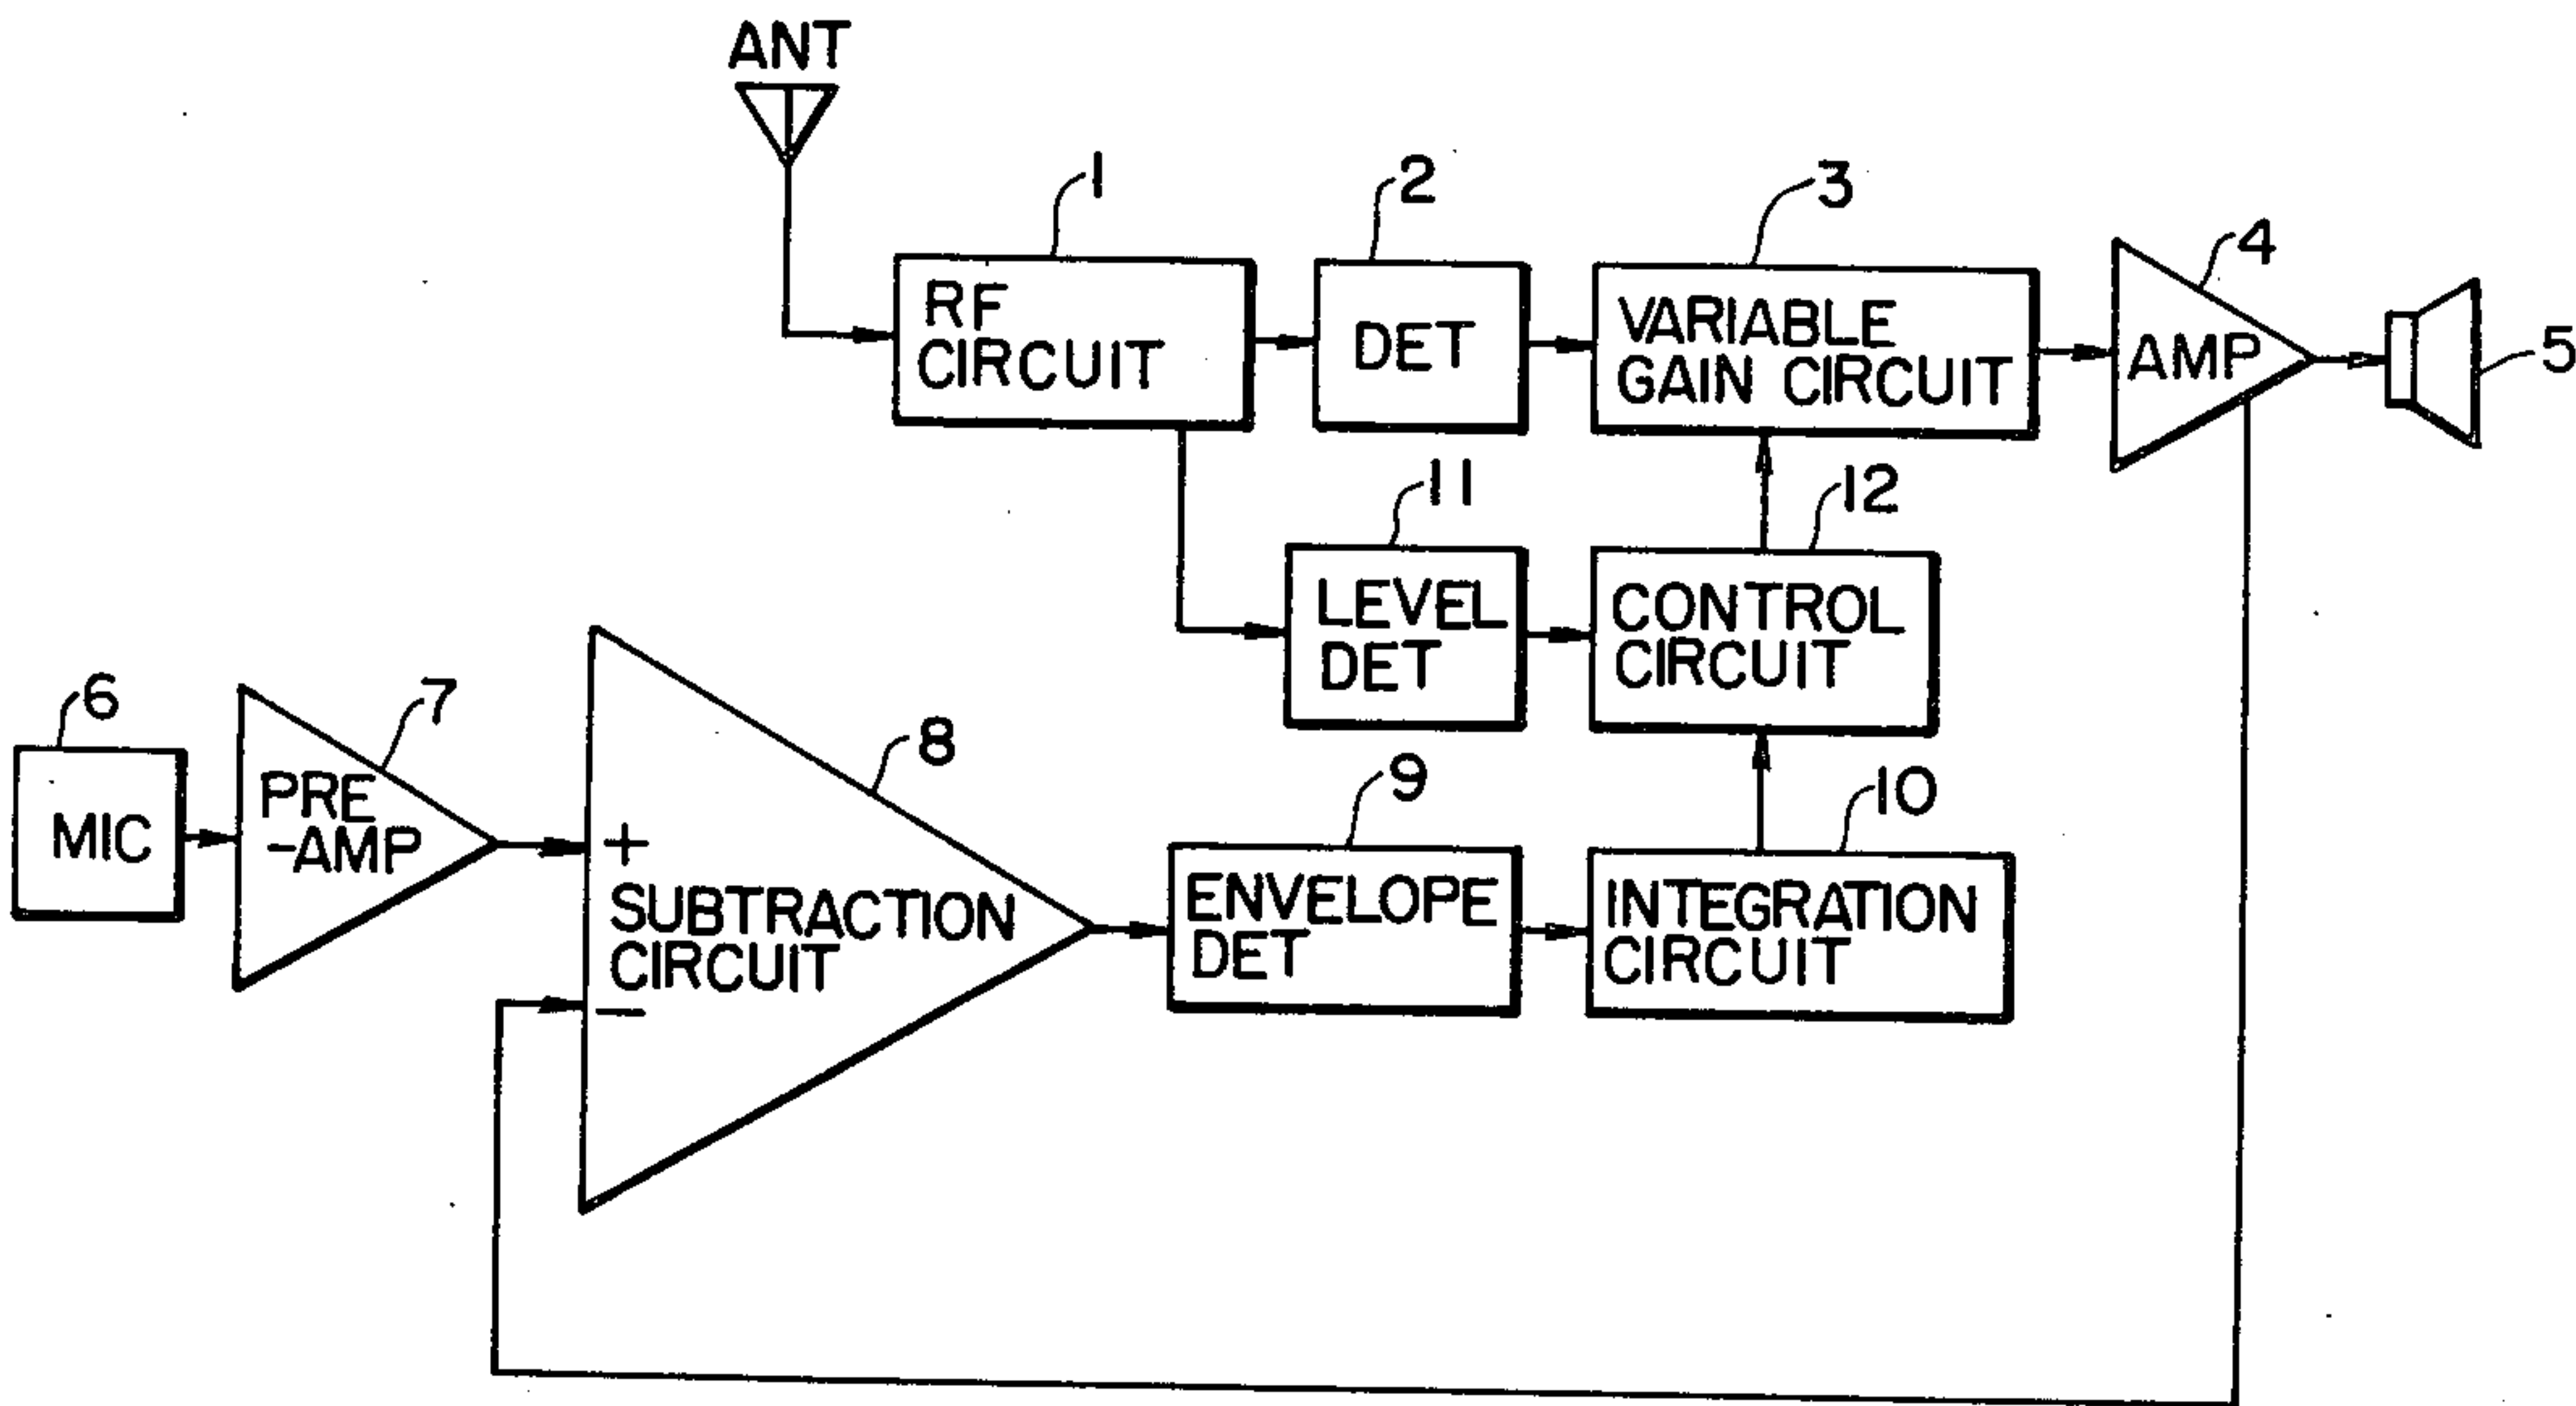 ANT
1
2
3
4
5
RF
CIRCUIT
DET
VARIABLE
GAIN CIRCUIT
AMP
11
12
LEVEL
DET
CONTROL
CIRCUIT
6
7
8
9
10
MIC
PRE
-AMP
+
SUBTRACTION
CIRCUIT
-
ENVELOPE
DET
INTEGRATION
CIRCUIT